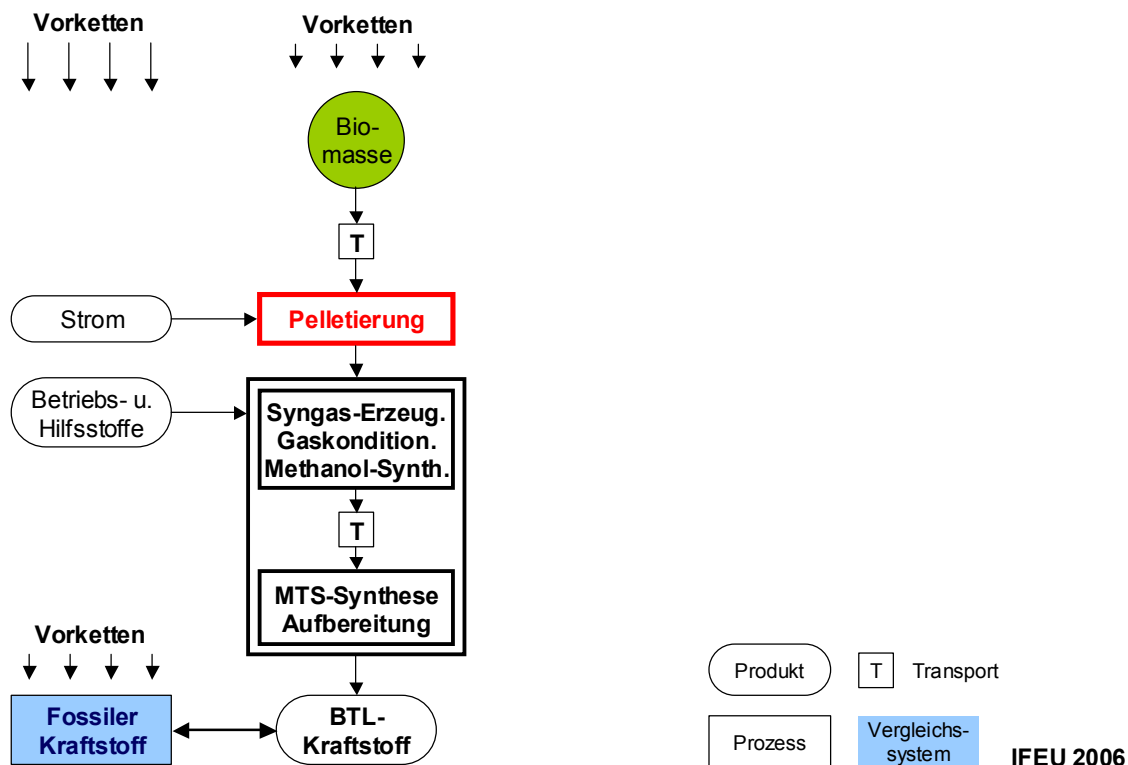 Vorketten
Vorketten
Bio-
masse
T
Strom
Pelletierung
Betriebs- u.
Hilfsstoffe
Syngas-Erzeug.
Gaskondition.
Methanol-Synth.
T
MTS-Synthese
Aufbereitung
Vorketten
Fossiler
Kraftstoff
BTL-
Kraftstoff
Produkt
T Transport
Prozess
Vergleichs-
system
IFEU 2006